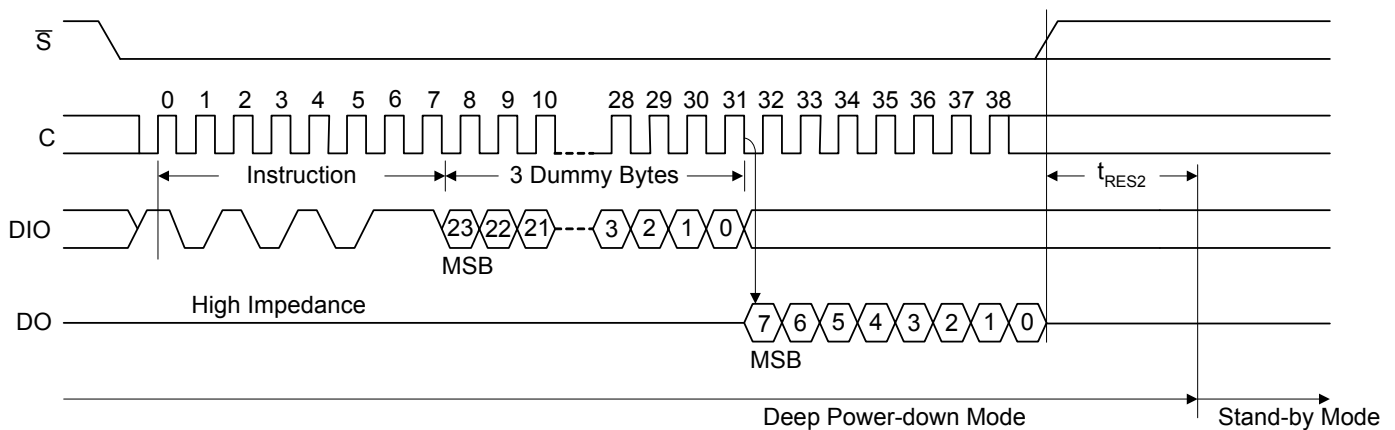 S
0 1 2 3 4 5 6 7 8 9 10 28 29 30 31 32 33 34 35 36 37 38
C
Instruction 3 Dummy Bytes tRES2
DIO 23 22 21 3 2 1 0
MSB
High Impedance
DO 7 6 5 4 3 2 1 0
MSB
Deep Power-down Mode Stand-by Mode